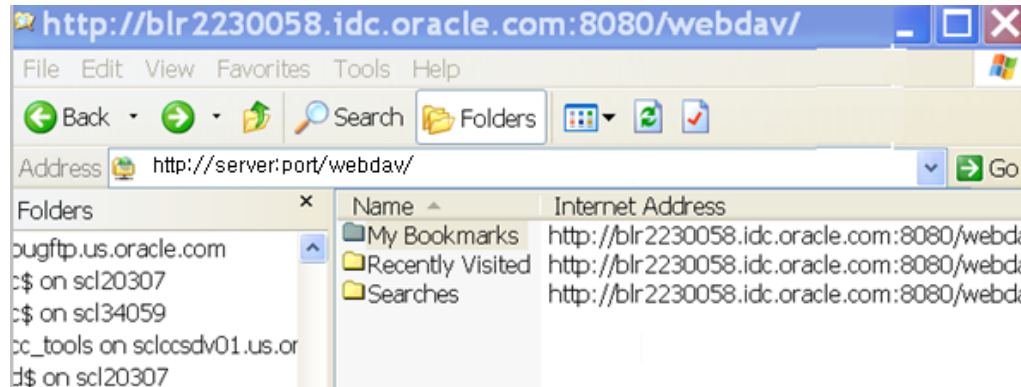 http://blr2230058.idc.oracle.com:8080/webdav/
File Edit View Favorites Tools Help
Back Search Folders
Address http://server:port/webdav/ Go
Folders x Name Internet Address
ougftp.us.oracle.com My Bookmarks http://blr2230058.idc.oracle.com:8080/webda
c$ on scl20307 Recently Visited http://blr2230058.idc.oracle.com:8080/webda
c$ on scl34059 Searches http://blr2230058.idc.oracle.com:8080/webda
cc_tools on sclccsdv01.us.or
d$ on scl20307